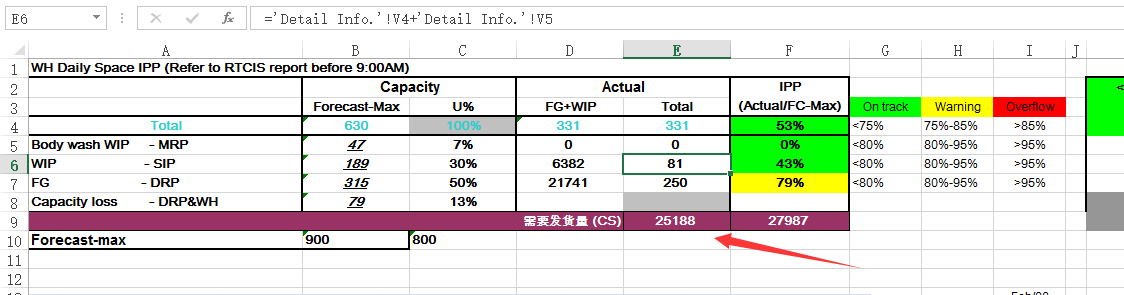 E6 fx ='Detail Info.'!V4+'Detail Info.'!V5
A B C D E F G H I J
1 WH Daily Space IPP (Refer to RTCIS report before 9:00AM)
2 Capacity Actual IPP <
3 Forecast-Max U% FG+WIP Total (Actual/FC-Max) On track Warning Overflow
4 Total 630 100% 331 331 53% <75% 75%-85% >85%
5 Body wash WIP - MRP 47 7% 0 0 0% <80% 80%-95% >95%
6 WIP - SIP 189 30% 6382 81 43% <80% 80%-95% >95%
7 FG - DRP 315 50% 21741 250 79% <80% 80%-95% >95%
8 Capacity loss - DRP&WH 79 13%
9 需要发货量 (CS) 25188 27987
10 Forecast-max 900 800
11
12